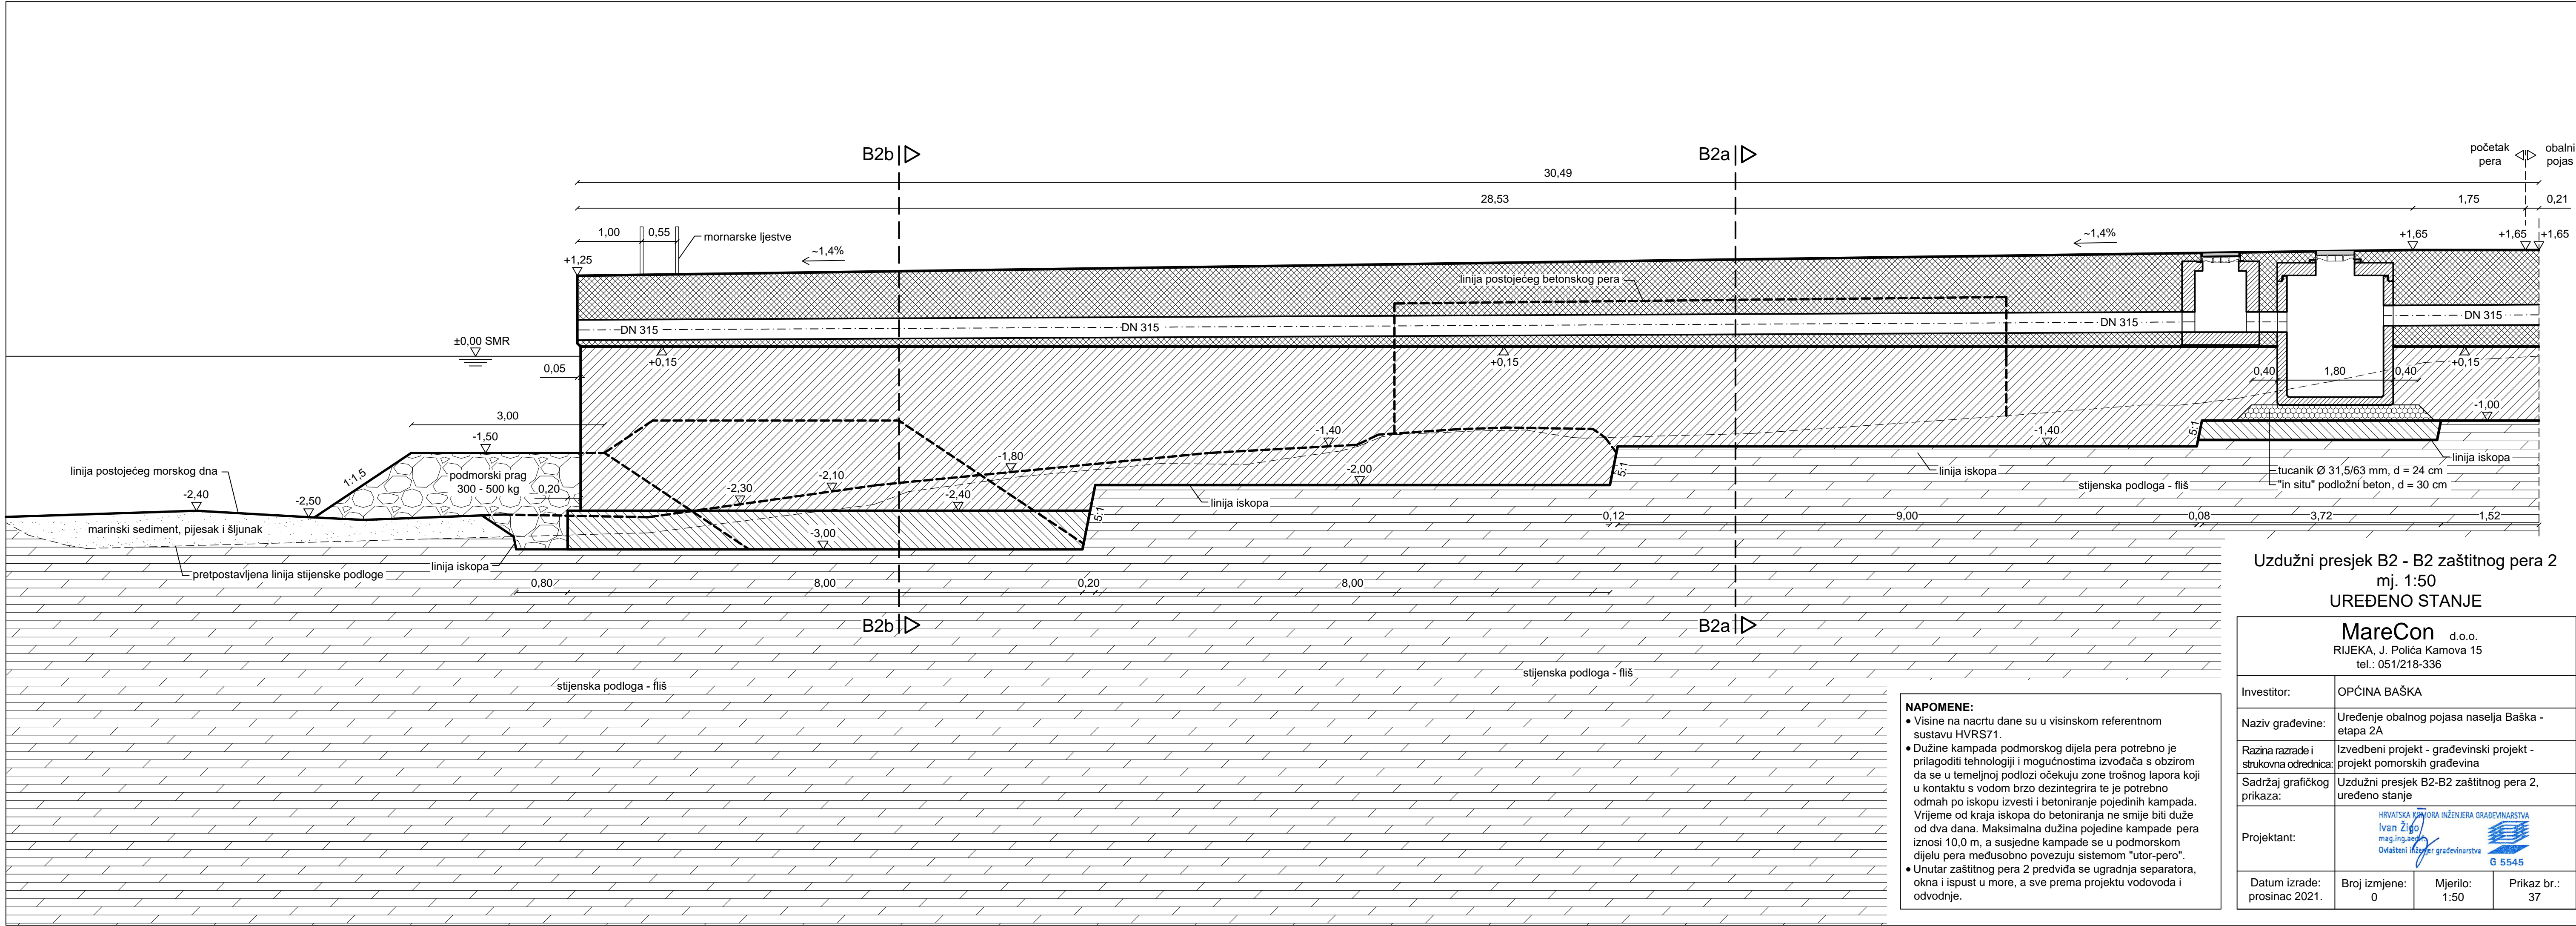 B2b
B2a
početak
pera
obalni
pojas
30,49
28,53
1,75
0,21
1,00
0,55
mornarske ljestve
~1,4%
~1,4%
+1,25
+1,65
+1,65
+1,65
linija postojećeg betonskog pera
DN 315
DN 315
DN 315
DN 315
±0,00 SMR
+0,15
+0,15
+0,15
0,05
0,40
1,80
0,40
3,00
-1,00
-1,50
-1,40
-1,40
5:1
linija postojećeg morskog dna
1:1,5
podmorski prag
300 - 500 kg
0,20
-1,80
-2,00
-2,10
-2,30
-2,40
-2,40
-2,50
5:1
5:1
linija iskopa
linija iskopa
linija iskopa
tucanik Ø 31,5/63 mm, d = 24 cm
"in situ" podložni beton, d = 30 cm
stijenska podloga - fliš
marinski sediment, pijesak i šljunak
-3,00
0,12
9,00
0,08
3,72
1,52
linija iskopa
pretpostavljena linija stijenske podloge
0,80
8,00
0,20
8,00
B2b
B2a
stijenska podloga - fliš
stijenska podloga - fliš
Uzdužni presjek B2 - B2 zaštitnog pera 2
mj. 1:50
UREĐENO STANJE
NAPOMENE:
• Visine na nacrtu dane su u visinskom referentnom
sustavu HVRS71.
• Dužine kampada podmorskog dijela pera potrebno je
prilagoditi tehnologiji i mogućnostima izvođača s obzirom
da se u temeljnoj podlozi očekuju zone trošnog lapora koji
u kontaktu s vodom brzo dezintegrira te je potrebno
odmah po iskopu izvesti i betoniranje pojedinih kampada.
Vrijeme od kraja iskopa do betoniranja ne smije biti duže
od dva dana. Maksimalna dužina pojedine kampade pera
iznosi 10,0 m, a susjedne kampade se u podmorskom
dijelu pera međusobno povezuju sistemom "utor-pero".
• Unutar zaštitnog pera 2 predviđa se ugradnja separatora,
okna i ispust u more, a sve prema projektu vodovoda i
odvodnje.
MareCon d.o.o.
RIJEKA, J. Polića Kamova 15
tel.: 051/218-336
Investitor:
OPĆINA BAŠKA
Naziv građevine:
Uređenje obalnog pojasa naselja Baška -
etapa 2A
Razina razrade i
strukovna odrednica:
Izvedbeni projekt - građevinski projekt -
projekt pomorskih građevina
Sadržaj grafičkog
prikaza:
Uzdužni presjek B2-B2 zaštitnog pera 2,
uređeno stanje
Projektant:
HRVATSKA KOMORA INŽENJERA GRAĐEVINARSTVA
Ivan Žigo
mag.ing.aedif.
Ovlašteni inženjer građevinarstva
G 5545
Datum izrade:
prosinac 2021.
Broj izmjene:
0
Mjerilo:
1:50
Prikaz br.:
37